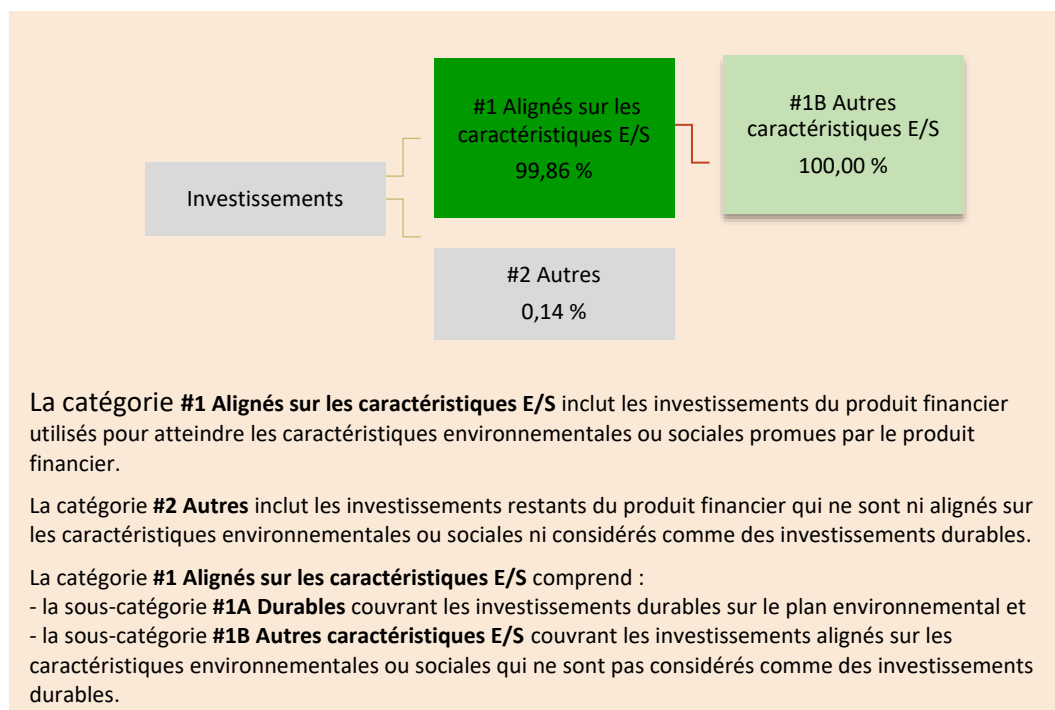 #1 Alignés sur les
caractéristiques E/S
99,86 %
#1B Autres
caractéristiques E/S
100,00 %
Investissements
#2 Autres
0,14 %
La catégorie #1 Alignés sur les caractéristiques E/S inclut les investissements du produit financier
utilisés pour atteindre les caractéristiques environnementales ou sociales promues par le produit
financier.
La catégorie #2 Autres inclut les investissements restants du produit financier qui ne sont ni alignés sur
les caractéristiques environnementales ou sociales ni considérés comme des investissements durables.
La catégorie #1 Alignés sur les caractéristiques E/S comprend :
- la sous-catégorie #1A Durables couvrant les investissements durables sur le plan environnemental et
- la sous-catégorie #1B Autres caractéristiques E/S couvrant les investissements alignés sur les
caractéristiques environnementales ou sociales qui ne sont pas considérés comme des investissements
durables.